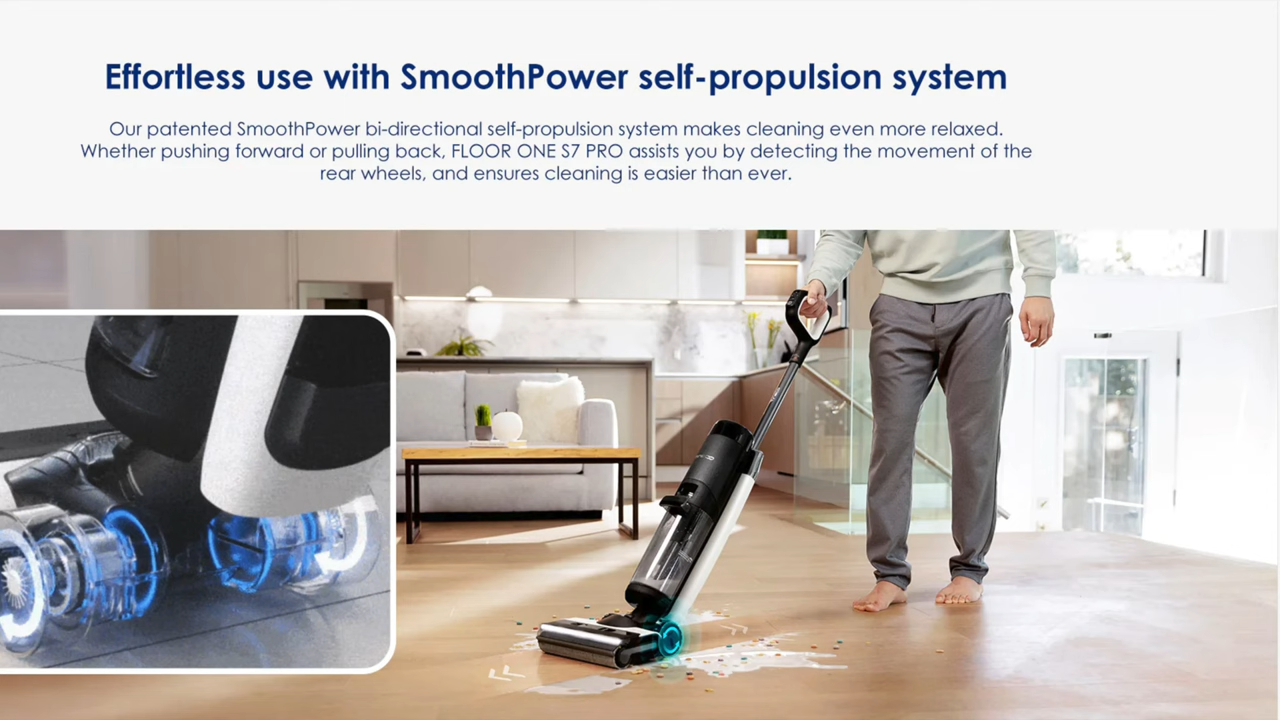 Effortless use with SmoothPower self-propulsion system
Our patented SmoothPower bi-directional self-propulsion system makes cleaning even more relaxed.
Whether pushing forward or pulling back, FLOOR ONE S7 PRO assists you by detecting the movement of the
rear wheels, and ensures cleaning is easier than ever.